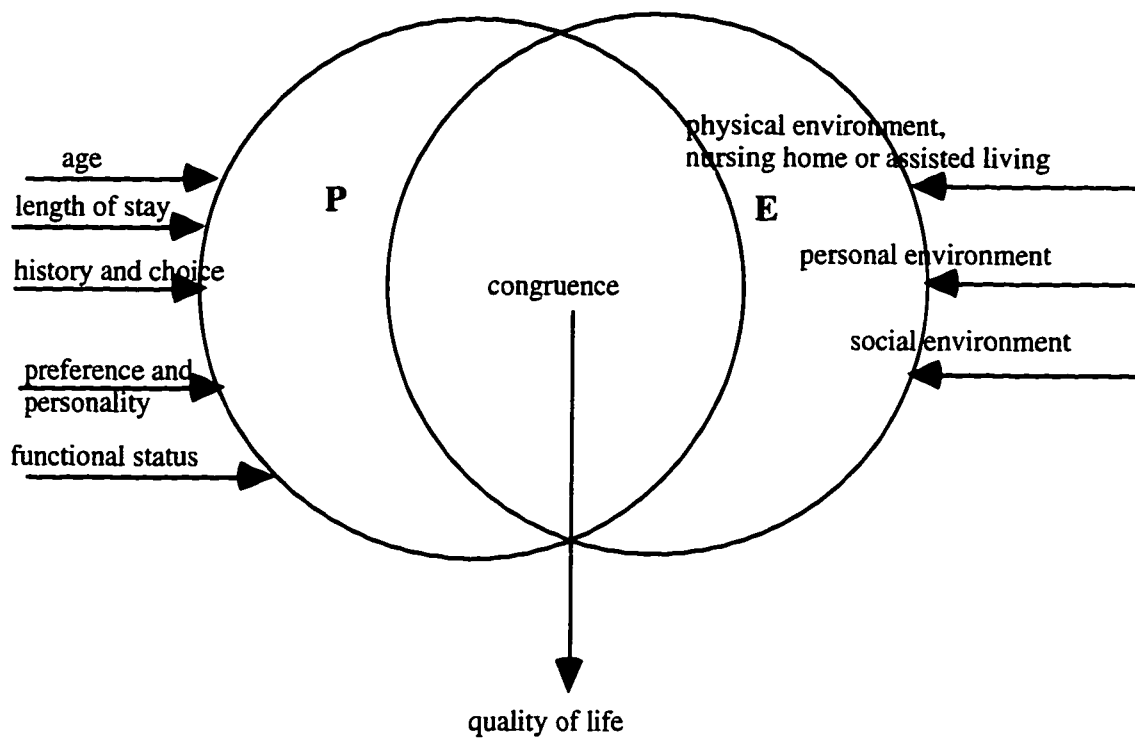 physical environment,
nursing home or assisted living
age
P
E
length of stay
personal environment
history and choice
congruence
social environment
preference and
personality
functional status
quality of life